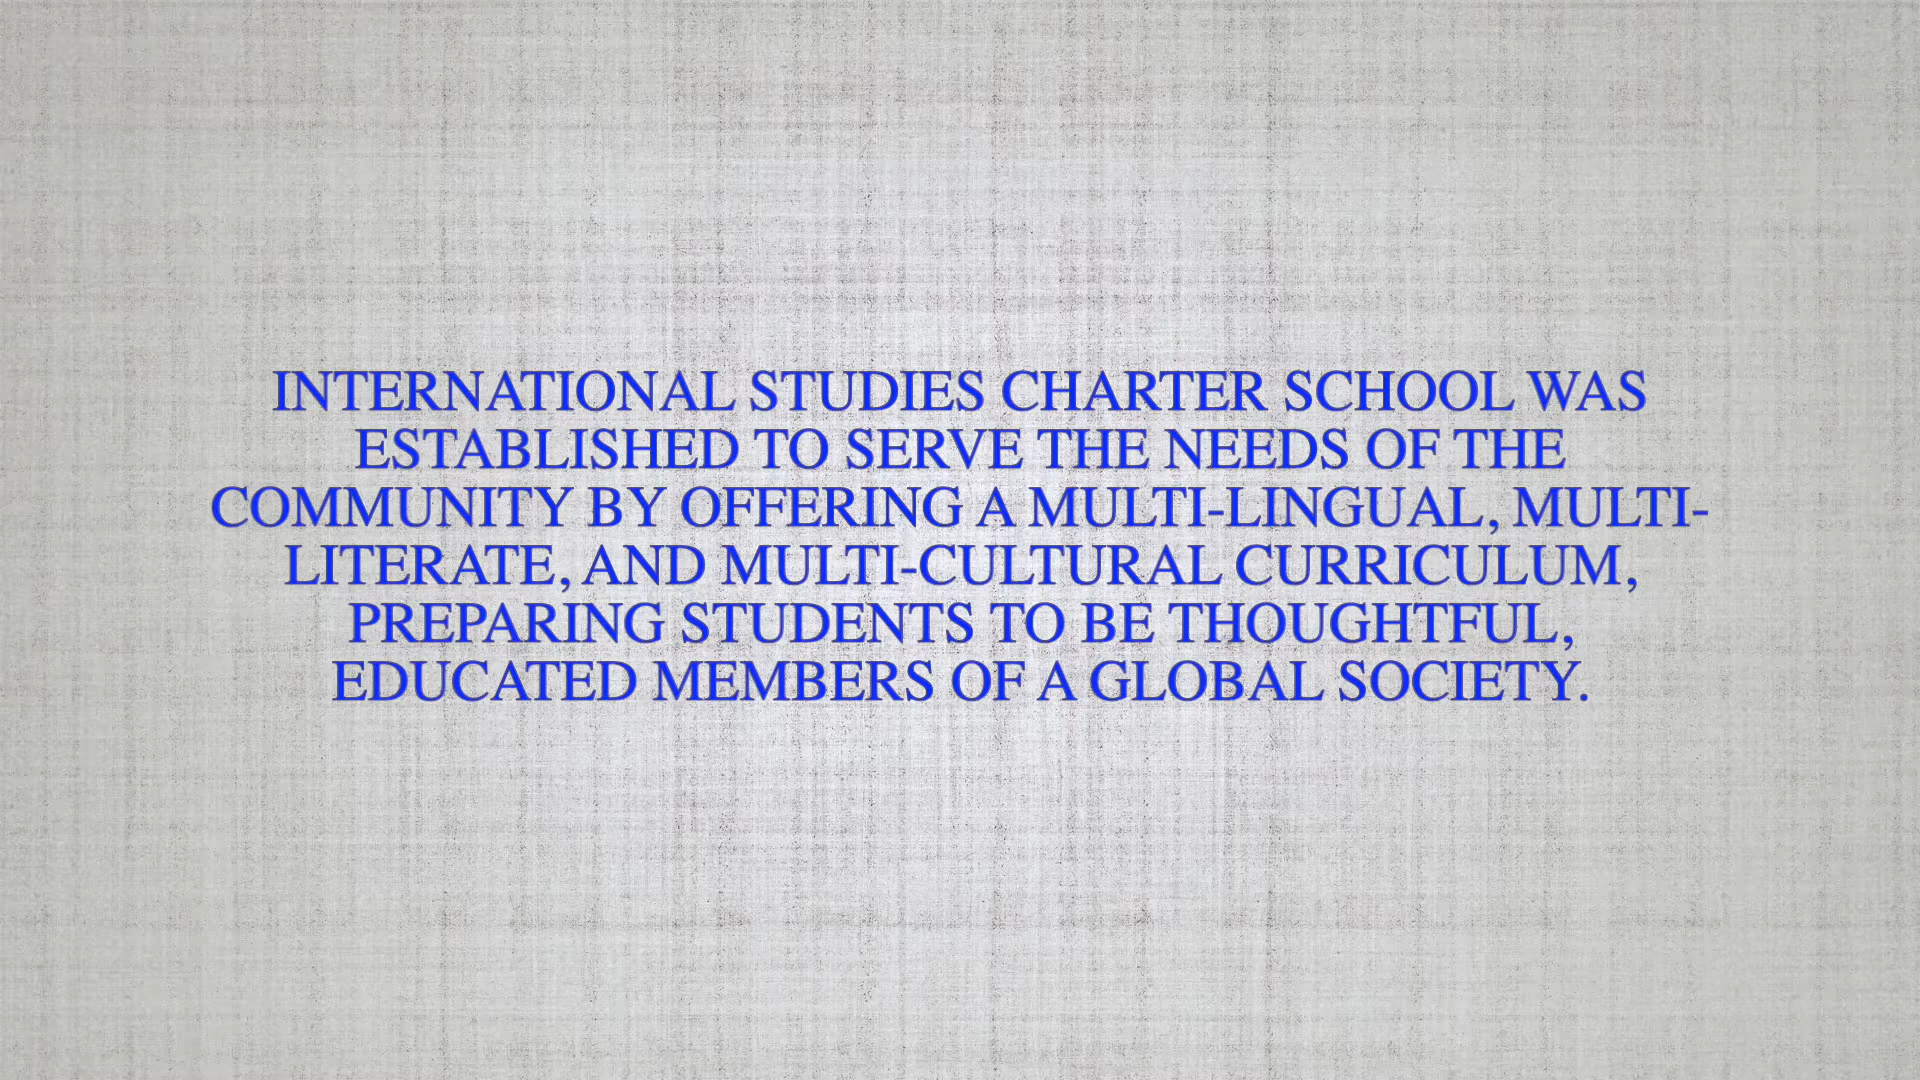 INTERNATIONAL STUDIES CHARTER SCHOOL WAS
ESTABLISHED TO SERVE THE NEEDS OF THE
COMMUNITY BY OFFERING A MULTI-LINGUAL, MULTI-
LITERATE, AND MULTI-CULTURAL CURRICULUM,
PREPARING STUDENTS TO BE THOUGHTFUL,
EDUCATED MEMBERS OF A GLOBAL SOCIETY.